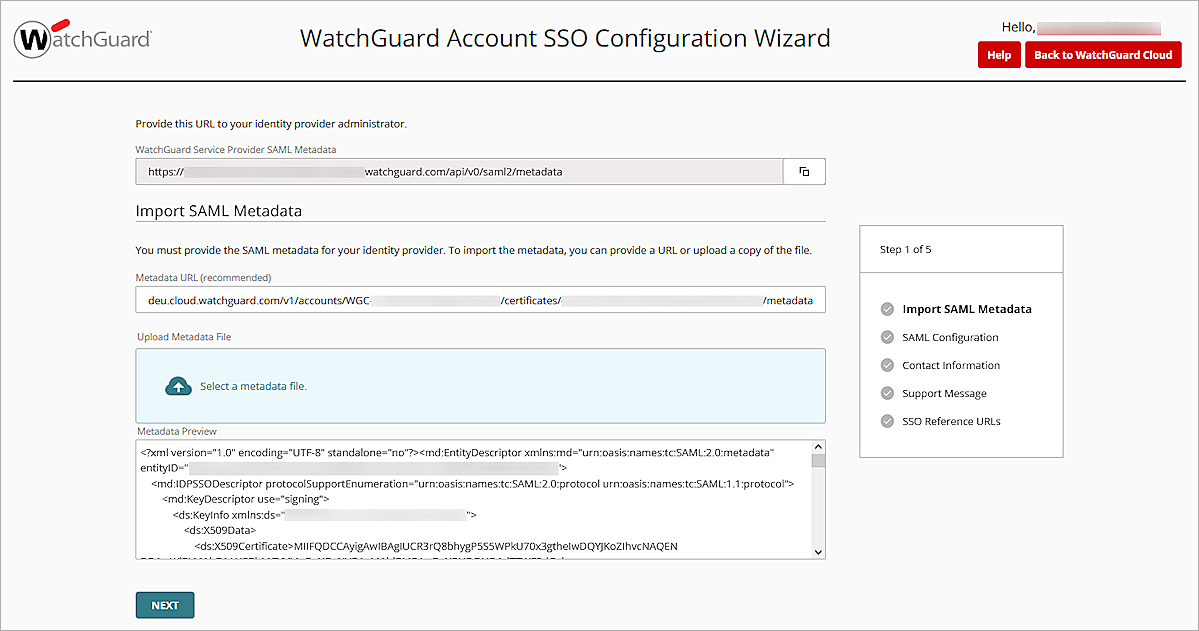 WatchGuard
WatchGuard Account SSO Configuration Wizard
Hello,
Help
Back to WatchGuard Cloud
Provide this URL to your identity provider administrator.
WatchGuard Service Provider SAML Metadata
https:// watchguard.com/api/v0/saml2/metadata
Import SAML Metadata
You must provide the SAML metadata for your identity provider. To import the metadata, you can provide a URL or upload a copy of the file.
Metadata URL (recommended)
deu.cloud.watchguard.com/v1/accounts/WGC- /certificates/ /metadata
Upload Metadata File
Select a metadata file.
Metadata Preview
<?xml version="1.0" encoding="UTF-8" standalone="no"?><md:EntityDescriptor xmlns:md="urn:oasis:names:tc:SAML:2.0:metadata"
entityID=" ">
<md:IDPSSODescriptor protocolSupportEnumeration="urn:oasis:names:tc:SAML:2.0:protocol urn:oasis:names:tc:SAML:1.1:protocol">
<md:KeyDescriptor use="signing">
<ds:KeyInfo xmlns:ds=" ">
<ds:X509Data>
<ds:X509Certificate>MIIFQDCCAyigAwIBAgIUCR3rQ8bhygP5S5WPkU70x3gtheIwDQYJKoZIhvcNAQEN
NEXT
Step 1 of 5
Import SAML Metadata
SAML Configuration
Contact Information
Support Message
SSO Reference URLs